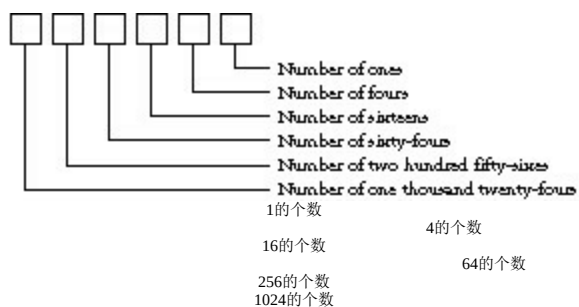 Number of ones
Number of fours
Number of sixteens
Number of sixty-fours
Number of two hundred fifty-sixes
Number of one thousand twenty-fours
1的个数
4的个数
16的个数
64的个数
256的个数
1024的个数